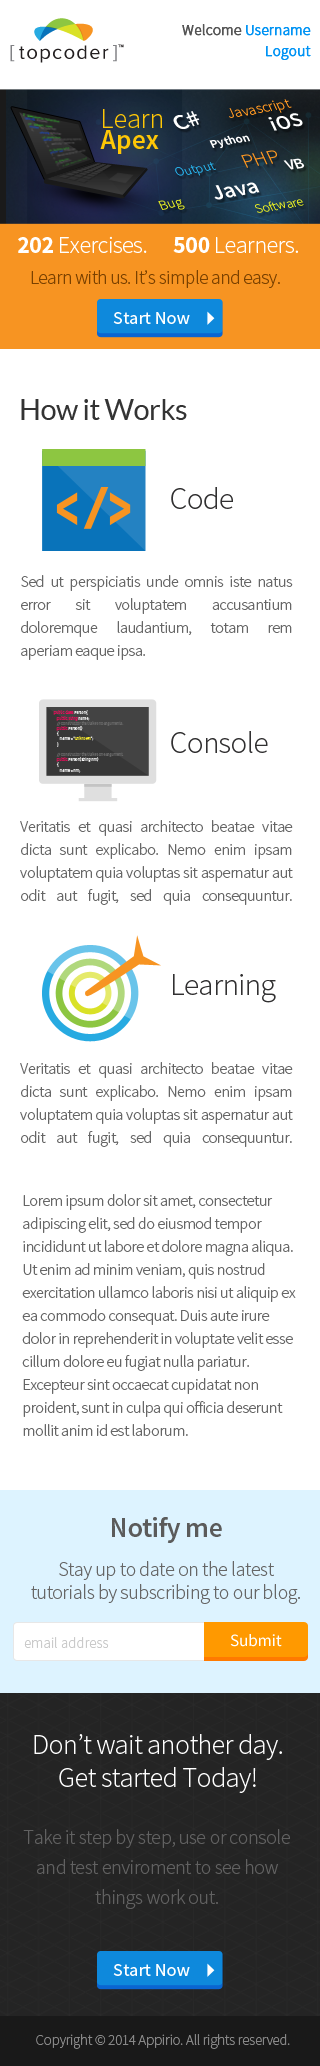 [topcoder]™
Welcome Username
Logout
Learn
Apex
C#
Javascript
iOS
Python
Output
PHP
VB
Java
Bug
Software
202 Exercises. 500 Learners.
Learn with us. It's simple and easy.
Start Now
How it Works
Code
Sed ut perspiciatis unde omnis iste natus
error sit voluptatem accusantium
doloremque laudantium, totam rem
aperiam eaque ipsa.
Console
Veritatis et quasi architecto beatae vitae
dicta sunt explicabo. Nemo enim ipsam
voluptatem quia voluptas sit aspernatur aut
odit aut fugit, sed quia consequuntur.
Learning
Veritatis et quasi architecto beatae vitae
dicta sunt explicabo. Nemo enim ipsam
voluptatem quia voluptas sit aspernatur aut
odit aut fugit, sed quia consequuntur.
Lorem ipsum dolor sit amet, consectetur
adipiscing elit, sed do eiusmod tempor
incididunt ut labore et dolore magna aliqua.
Ut enim ad minim veniam, quis nostrud
exercitation ullamco laboris nisi ut aliquip ex
ea commodo consequat. Duis aute irure
dolor in reprehenderit in voluptate velit esse
cillum dolore eu fugiat nulla pariatur.
Excepteur sint occaecat cupidatat non
proident, sunt in culpa qui officia deserunt
mollit anim id est laborum.
Notify me
Stay up to date on the latest
tutorials by subscribing to our blog.
email address
Submit
Don't wait another day.
Get started Today!
Take it step by step, use or console
and test enviroment to see how
things work out.
Start Now
Copyright © 2014 Appirio. All rights reserved.